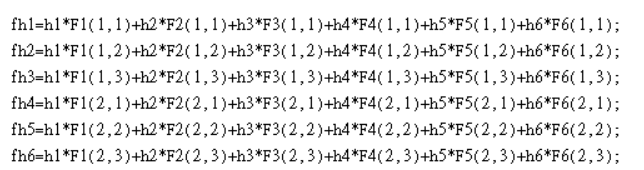 fh1=h1*F1(1,1)+h2*F2(1,1)+h3*F3(1,1)+h4*F4(1,1)+h5*F5(1,1)+h6*F6(1,1);
fh2=h1*F1(1,2)+h2*F2(1,2)+h3*F3(1,2)+h4*F4(1,2)+h5*F5(1,2)+h6*F6(1,2);
fh3=h1*F1(1,3)+h2*F2(1,3)+h3*F3(1,2)+h4*F4(1,3)+h5*F5(1,3)+h6*F6(1,3);
fh4=h1*F1(2,1)+h2*F2(2,1)+h3*F3(2,1)+h4*F4(2,1)+h5*F5(2,1)+h6*F6(2,1);
fh5=h1*F1(2,2)+h2*F2(2,2)+h3*F3(2,2)+h4*F4(2,2)+h5*F5(2,2)+h6*F6(2,2);
fh6=h1*F1(2,3)+h2*F2(2,3)+h3*F3(2,3)+h4*F4(2,3)+h5*F5(2,3)+h6*F6(2,3);